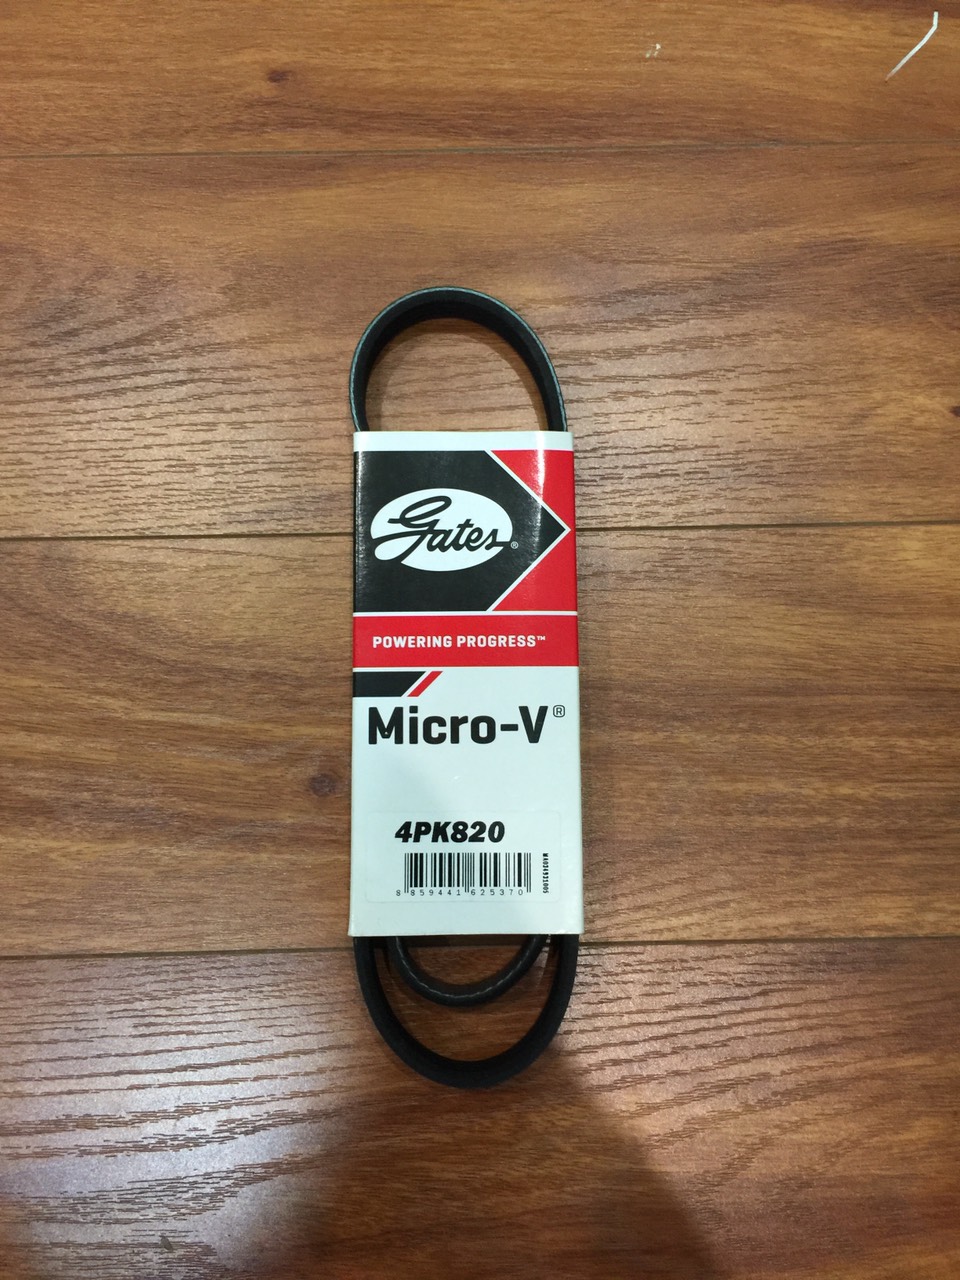 Gates®
POWERING PROGRESS™
Micro-V®
4PK820
8 859441 625370